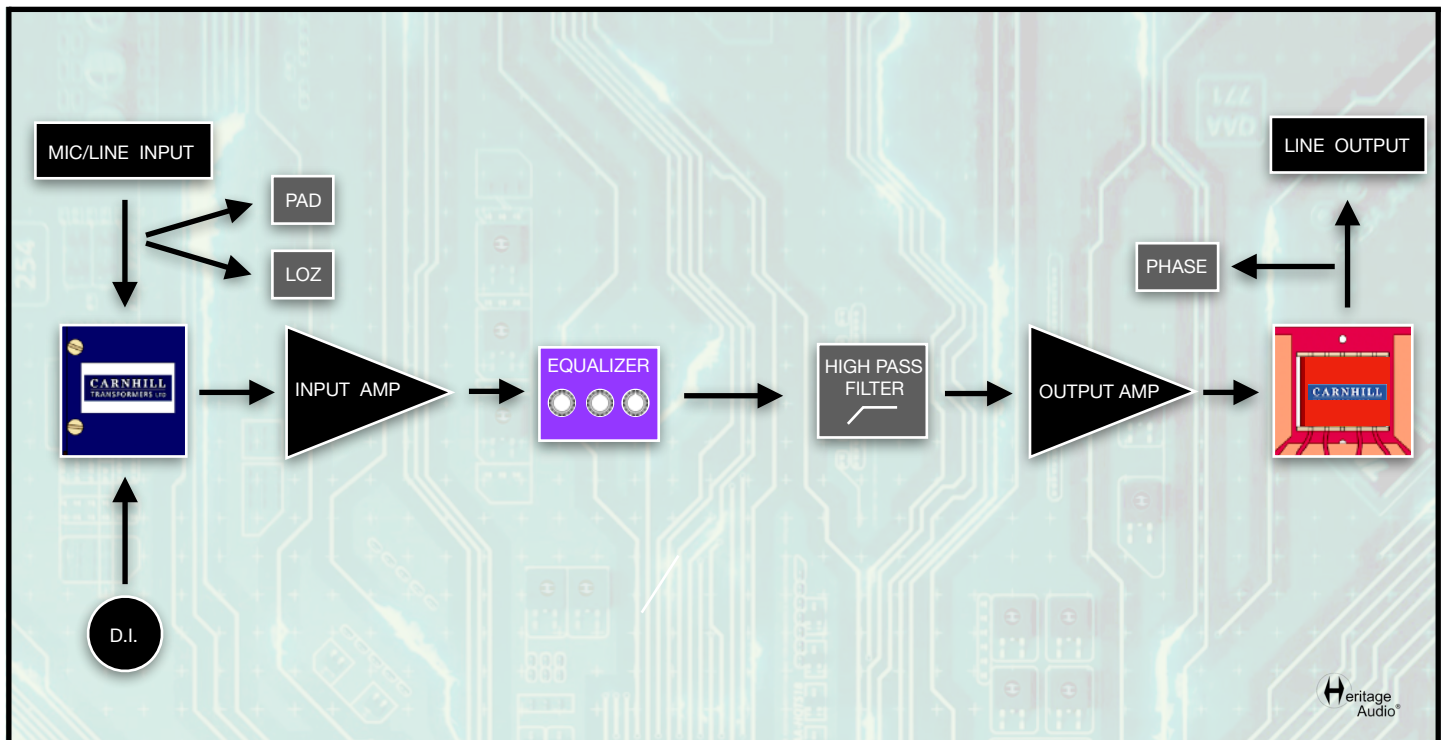 MIC/LINE INPUT
PAD
LOZ
CARNHILL
TRANSFORMERS LTD
INPUT AMP
EQUALIZER
HIGH PASS
FILTER
OUTPUT AMP
CARNHILL
PHASE
LINE OUTPUT
D.I.
Heritage
Audio®
254